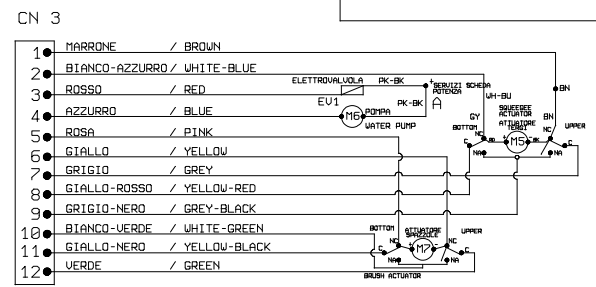 CN 3
1 MARRONE / BROWN
2 BIANCO-AZZURRO / WHITE-BLUE
3 ROSSO / RED
4 AZZURRO / BLUE
5 ROSA / PINK
6 GIALLO / YELLOW
7 GRIGIO / GREY
8 GIALLO-ROSSO / YELLOW-RED
9 GRIGIO-NERO / GREY-BLACK
10 BIANCO-VERDE / WHITE-GREEN
11 GIALLO-NERO / YELLOW-BLACK
12 VERDE / GREEN
ELETTROVALVOLA PK-BK
EV1
+ SERVIZI SCHEDA
POTENZA
A
PK-BK
M6 POMPA
WATER PUMP
WH-BU
BN
SQUEEGEE
ACTUATOR
ATTUATORE
TERGI
GY
BN
BOTTOM
NC
NC
UPPER
C
+ M5 -
BK
C
NA
NA
BOTTOM
ATTUATORE
SPAZZOLE
UPPER
NC
NC
C
+ M7 -
C
NA
NA
BRUSH ACTUATOR